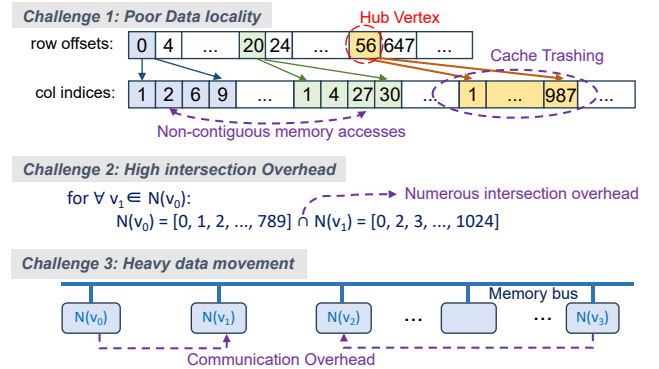 Challenge 1: Poor Data locality
Hub Vertex
row offsets: 0 4 ... 20 24 ... 56 647 ...
Cache Trashing
col indices: 1 2 6 9 ... 1 4 27 30 ... 1 ... 987 ...
Non-contiguous memory accesses
Challenge 2: High intersection Overhead
for ∀ v₁∈ N(v₀):
Numerous intersection overhead
N(v₀) = [0, 1, 2, ..., 789] ∩ N(v₁) = [0, 2, 3, ..., 1024]
Challenge 3: Heavy data movement
Memory bus
N(v₀) N(v₁) N(v₂) ... ... N(v₃)
Communication Overhead